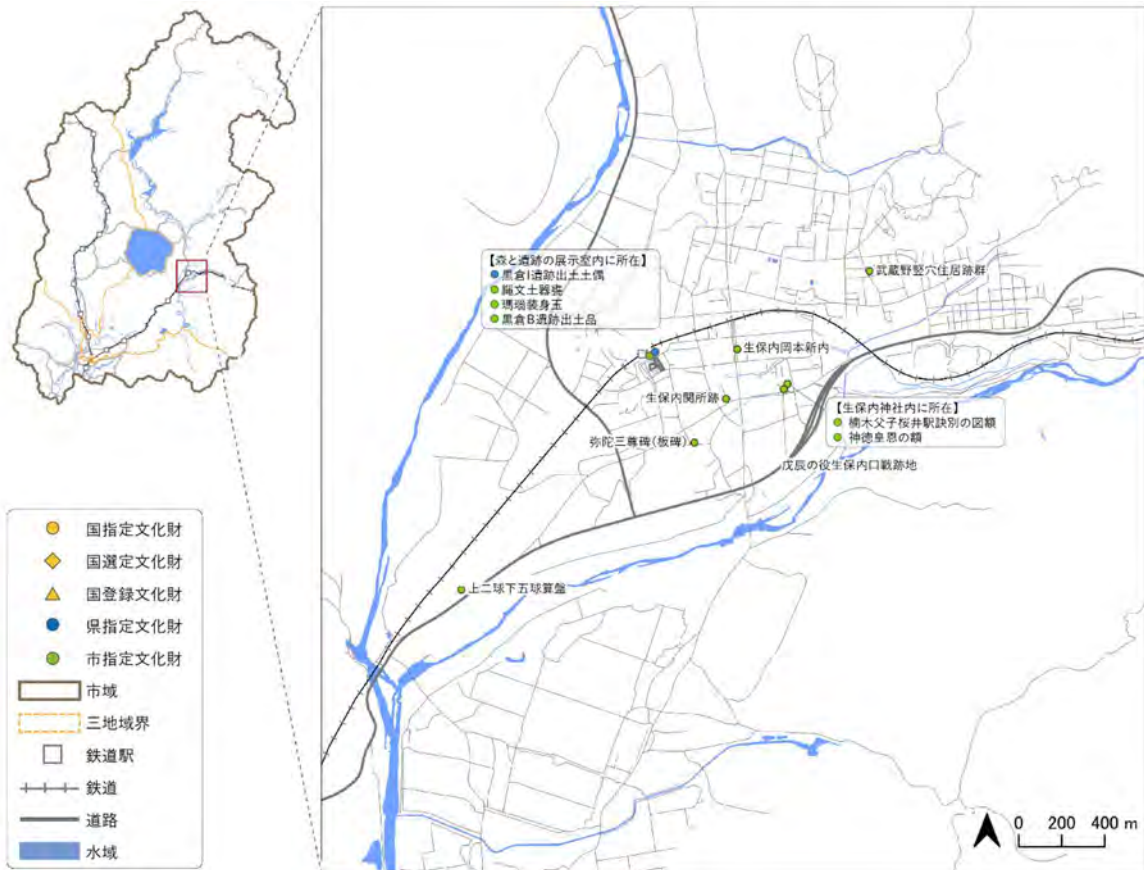 【森と遺跡の展示室内に所在】
黒倉I遺跡出土土偶
縄文土器甕
瑪瑙装身玉
黒倉B遺跡出土品
武蔵野竪穴住居跡群
生保内岡本新内
生保内関所跡
【生保内神社内に所在】
楠木父子桜井駅訣別の図額
神徳皇恩の額
弥陀三尊碑(板碑)
戊辰の役生保内口戦跡地
上二球下五球算盤
国指定文化財
国選定文化財
国登録文化財
県指定文化財
市指定文化財
市域
三地域界
鉄道駅
鉄道
道路
水域
0 200 400 m